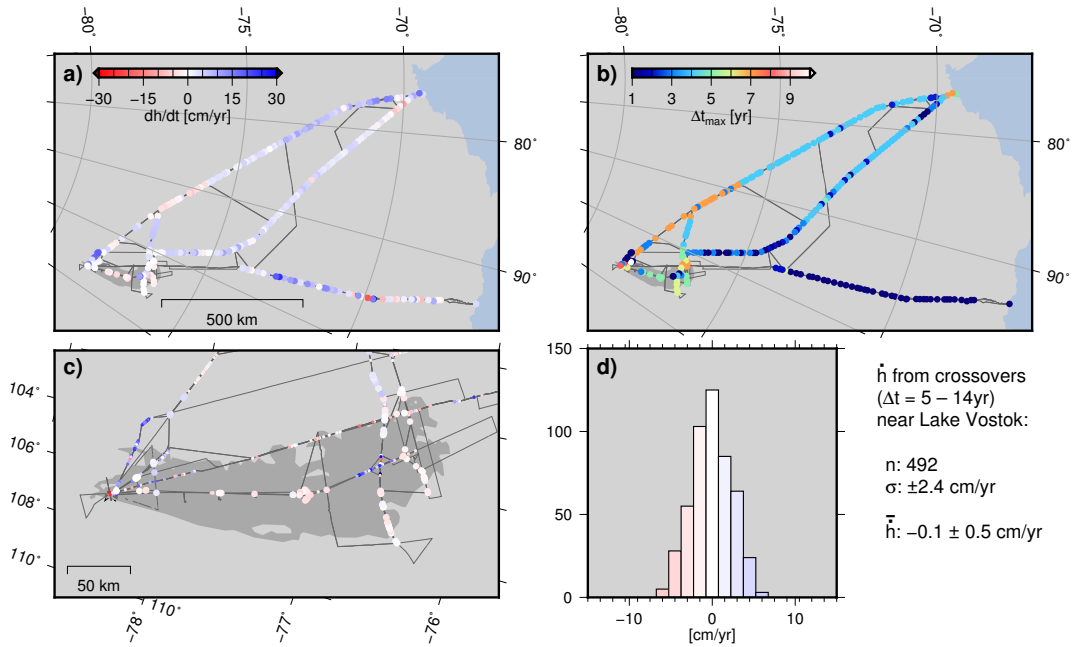 −80°
−75°
−70°
a)
−30 −15 0 15 30
dh/dt [cm/yr]
80°
90°
500 km
−80°
−75°
−70°
b)
1 3 5 7 9
Δtmax [yr]
80°
90°
c)
104°
106°
108°
110°
50 km
110°
−78°
−77°
−76°
d)
150
100
50
0
−10 0 10
[cm/yr]
ḣ from crossovers
(Δt = 5 – 14yr)
near Lake Vostok:
n: 492
σ: ±2.4 cm/yr
ḣ̄: −0.1 ± 0.5 cm/yr